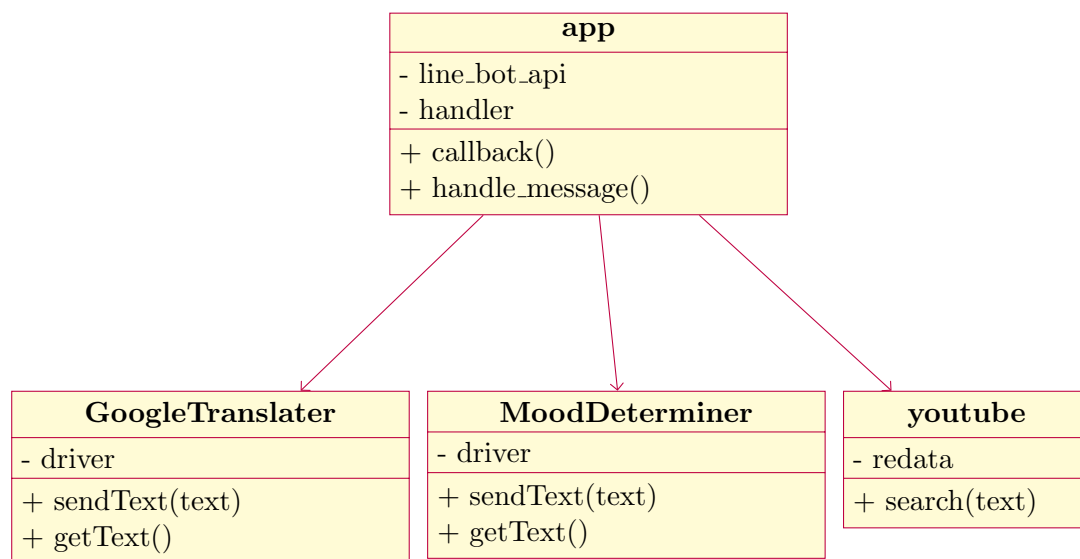 app
- line_bot_api
- handler
+ callback()
+ handle_message()
GoogleTranslater
- driver
+ sendText(text)
+ getText()
MoodDeterminer
- driver
+ sendText(text)
+ getText()
youtube
- redata
+ search(text)